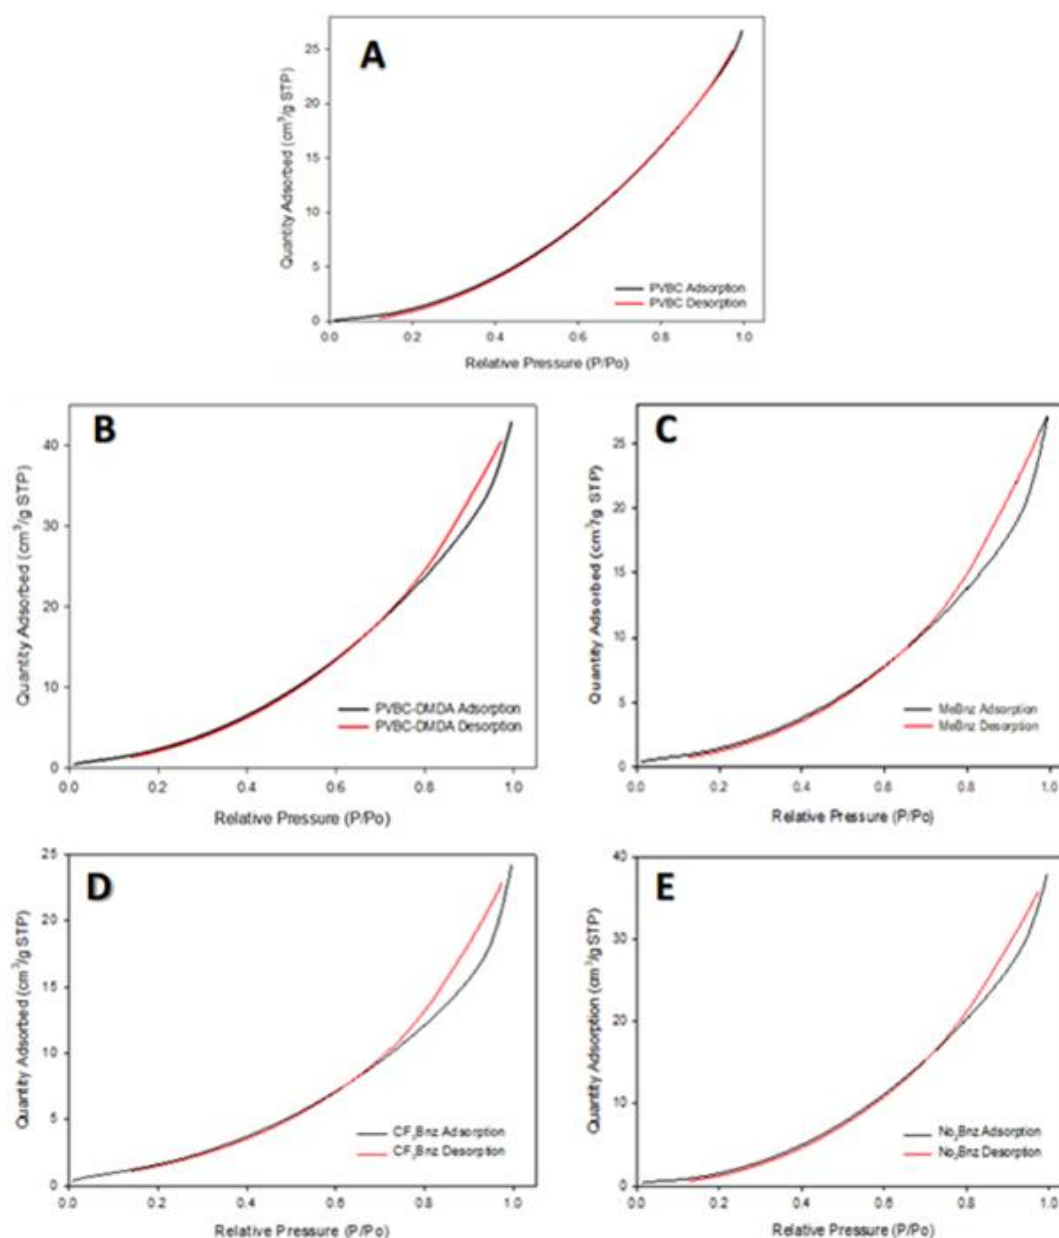 A
Quantity Adsorbed (cm³/g STP)
25
20
15
10
5
0
PVBC Adsorption
PVBC Desorption
0.0 0.2 0.4 0.6 0.8 1.0
Relative Pressure (P/Po)
B
Quantity Adsorbed (cm³/g STP)
40
30
20
10
0
PVBC-DMDA Adsorption
PVBC-DMDA Desorption
0.0 0.2 0.4 0.6 0.8 1.0
Relative Pressure (P/Po)
C
Quantity Adsorbed (cm³/g STP)
25
20
15
10
5
0
MeBnz Adsorption
MeBnz Desorption
0.0 0.2 0.4 0.6 0.8 1.0
Relative Pressure (P/Po)
D
Quantity Adsorbed (cm³/g STP)
25
20
15
10
5
0
CF₃Bnz Adsorption
CF₃Bnz Desorption
0.0 0.2 0.4 0.6 0.8 1.0
Relative Pressure (P/Po)
E
Quantity Adsorption (cm³/g STP)
40
30
20
10
0
No₂Bnz Adsorption
No₂Bnz Desorption
0.0 0.2 0.4 0.6 0.8 1.0
Relative Pressure (P/Po)